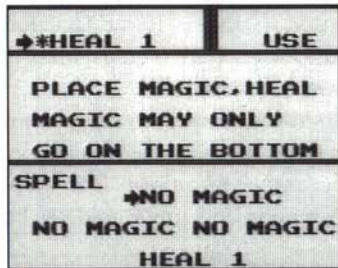 →*HEAL 1 USE
PLACE MAGIC,HEAL
MAGIC MAY ONLY
GO ON THE BOTTOM
SPELL
→NO MAGIC
NO MAGIC NO MAGIC
HEAL 1